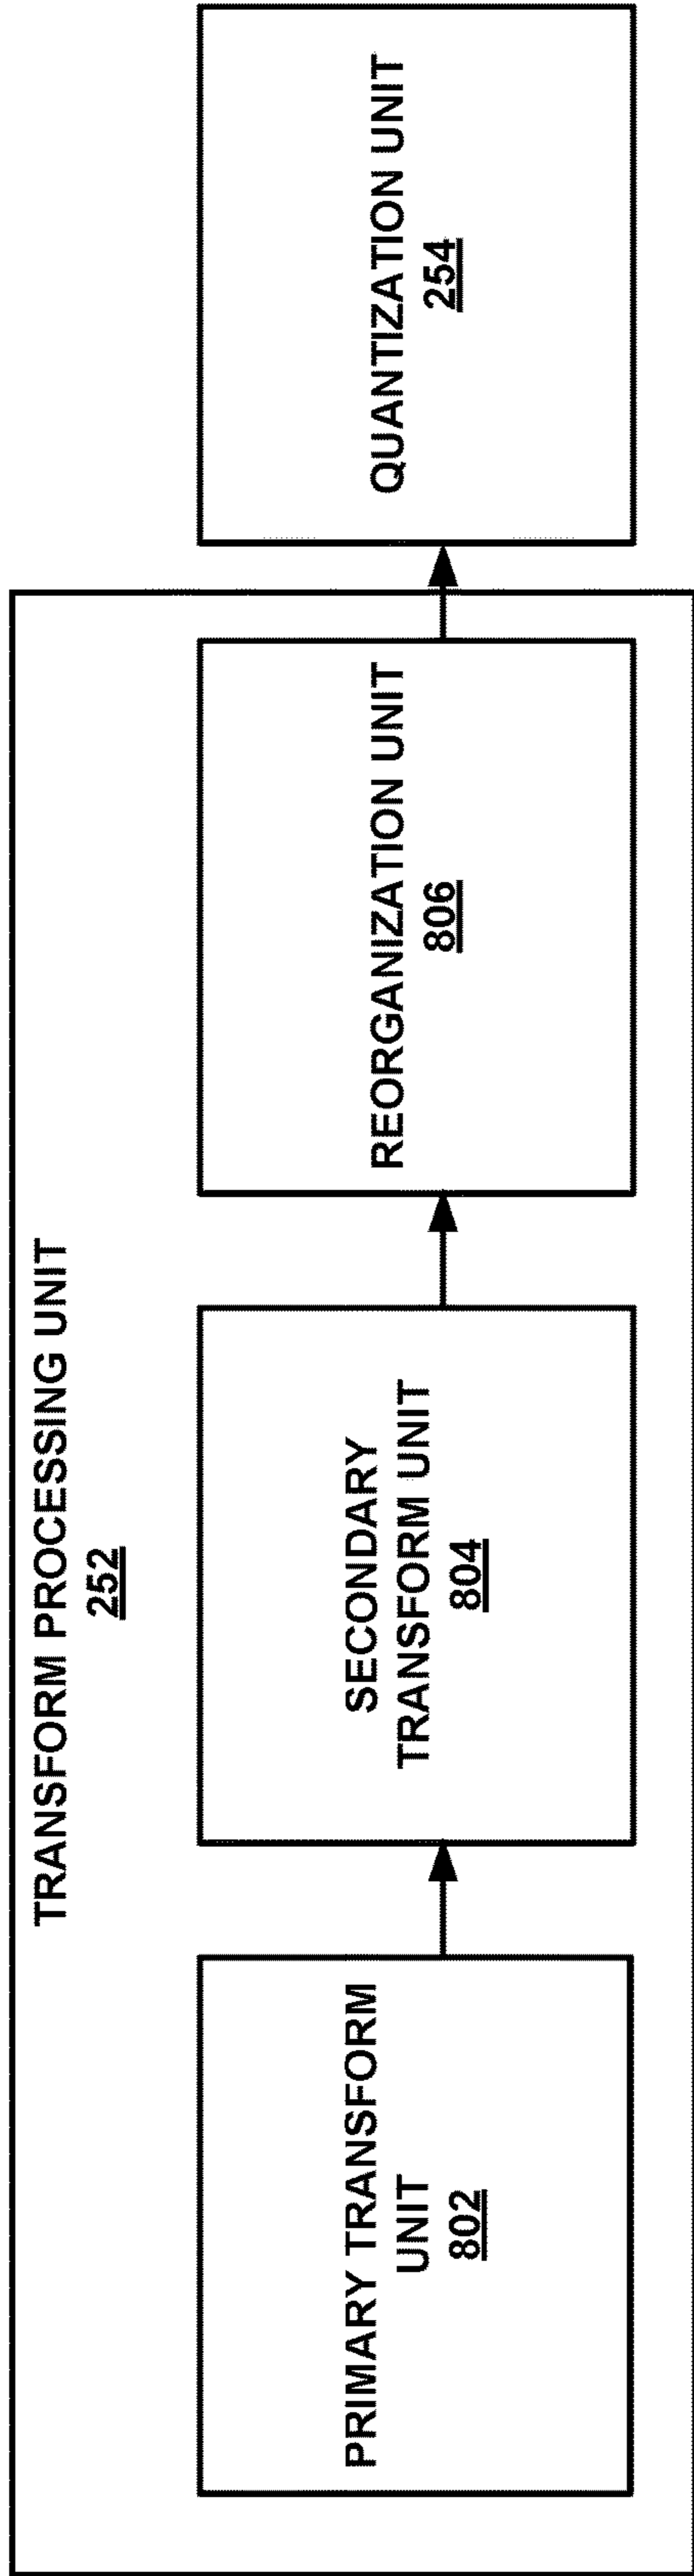 TRANSFORM PROCESSING UNIT
252
PRIMARY TRANSFORM
UNIT
802
SECONDARY
TRANSFORM UNIT
804
REORGANIZATION UNIT
806
QUANTIZATION UNIT
254